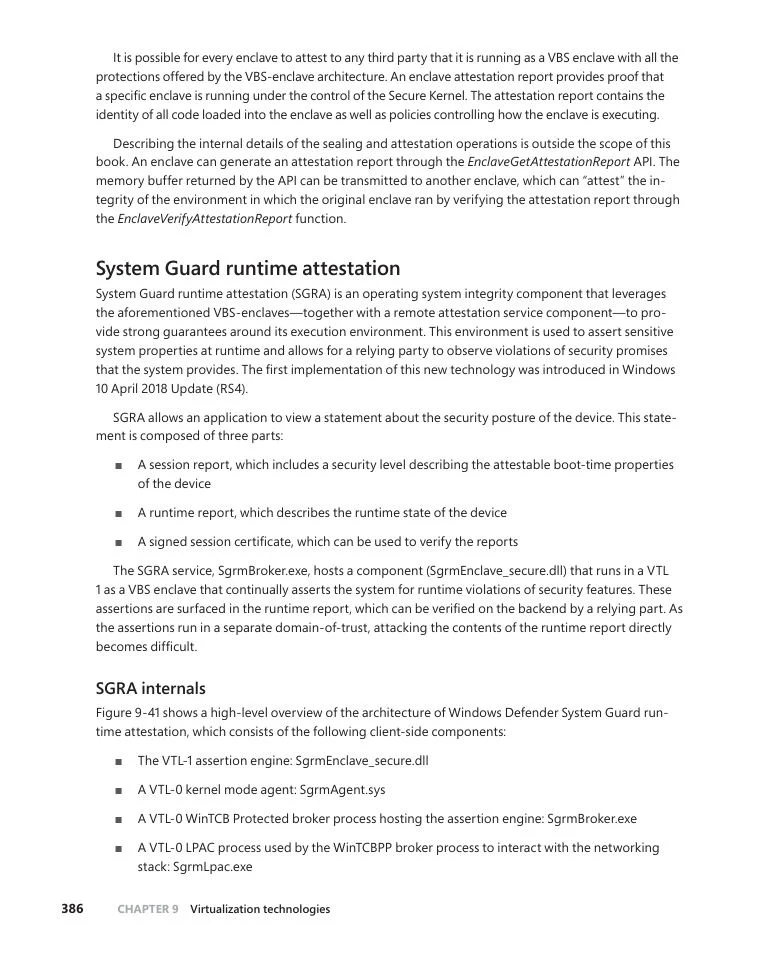 It is possible for every enclave to attest to any third party that it is running as a VBS enclave with all the
protections offered by the VBS-enclave architecture. An enclave attestation report provides proof that
a specific enclave is running under the control of the Secure Kernel. The attestation report contains the
identity of all code loaded into the enclave as well as policies controlling how the enclave is executing.
Describing the internal details of the sealing and attestation operations is outside the scope of this
book. An enclave can generate an attestation report through the EnclaveGetAttestationReport API. The
memory buffer returned by the API can be transmitted to another enclave, which can “attest” the in-
tegrity of the environment in which the original enclave ran by verifying the attestation report through
the EnclaveVerifyAttestationReport function.
System Guard runtime attestation
System Guard runtime attestation (SGRA) is an operating system integrity component that leverages
the aforementioned VBS-enclaves—together with a remote attestation service component—to pro-
vide strong guarantees around its execution environment. This environment is used to assert sensitive
system properties at runtime and allows for a relying party to observe violations of security promises
that the system provides. The first implementation of this new technology was introduced in Windows
10 April 2018 Update (RS4).
SGRA allows an application to view a statement about the security posture of the device. This state-
ment is composed of three parts:
■ A session report, which includes a security level describing the attestable boot-time properties
of the device
■ A runtime report, which describes the runtime state of the device
■ A signed session certificate, which can be used to verify the reports
The SGRA service, SgrmBroker.exe, hosts a component (SgrmEnclave_secure.dll) that runs in a VTL
1 as a VBS enclave that continually asserts the system for runtime violations of security features. These
assertions are surfaced in the runtime report, which can be verified on the backend by a relying part. As
the assertions run in a separate domain-of-trust, attacking the contents of the runtime report directly
becomes difficult.
SGRA internals
Figure 9-41 shows a high-level overview of the architecture of Windows Defender System Guard run-
time attestation, which consists of the following client-side components:
■ The VTL-1 assertion engine: SgrmEnclave_secure.dll
■ A VTL-0 kernel mode agent: SgrmAgent.sys
■ A VTL-0 WinTCB Protected broker process hosting the assertion engine: SgrmBroker.exe
■ A VTL-0 LPAC process used by the WinTCBPP broker process to interact with the networking
stack: SgrmLpac.exe
386 CHAPTER 9 Virtualization technologies